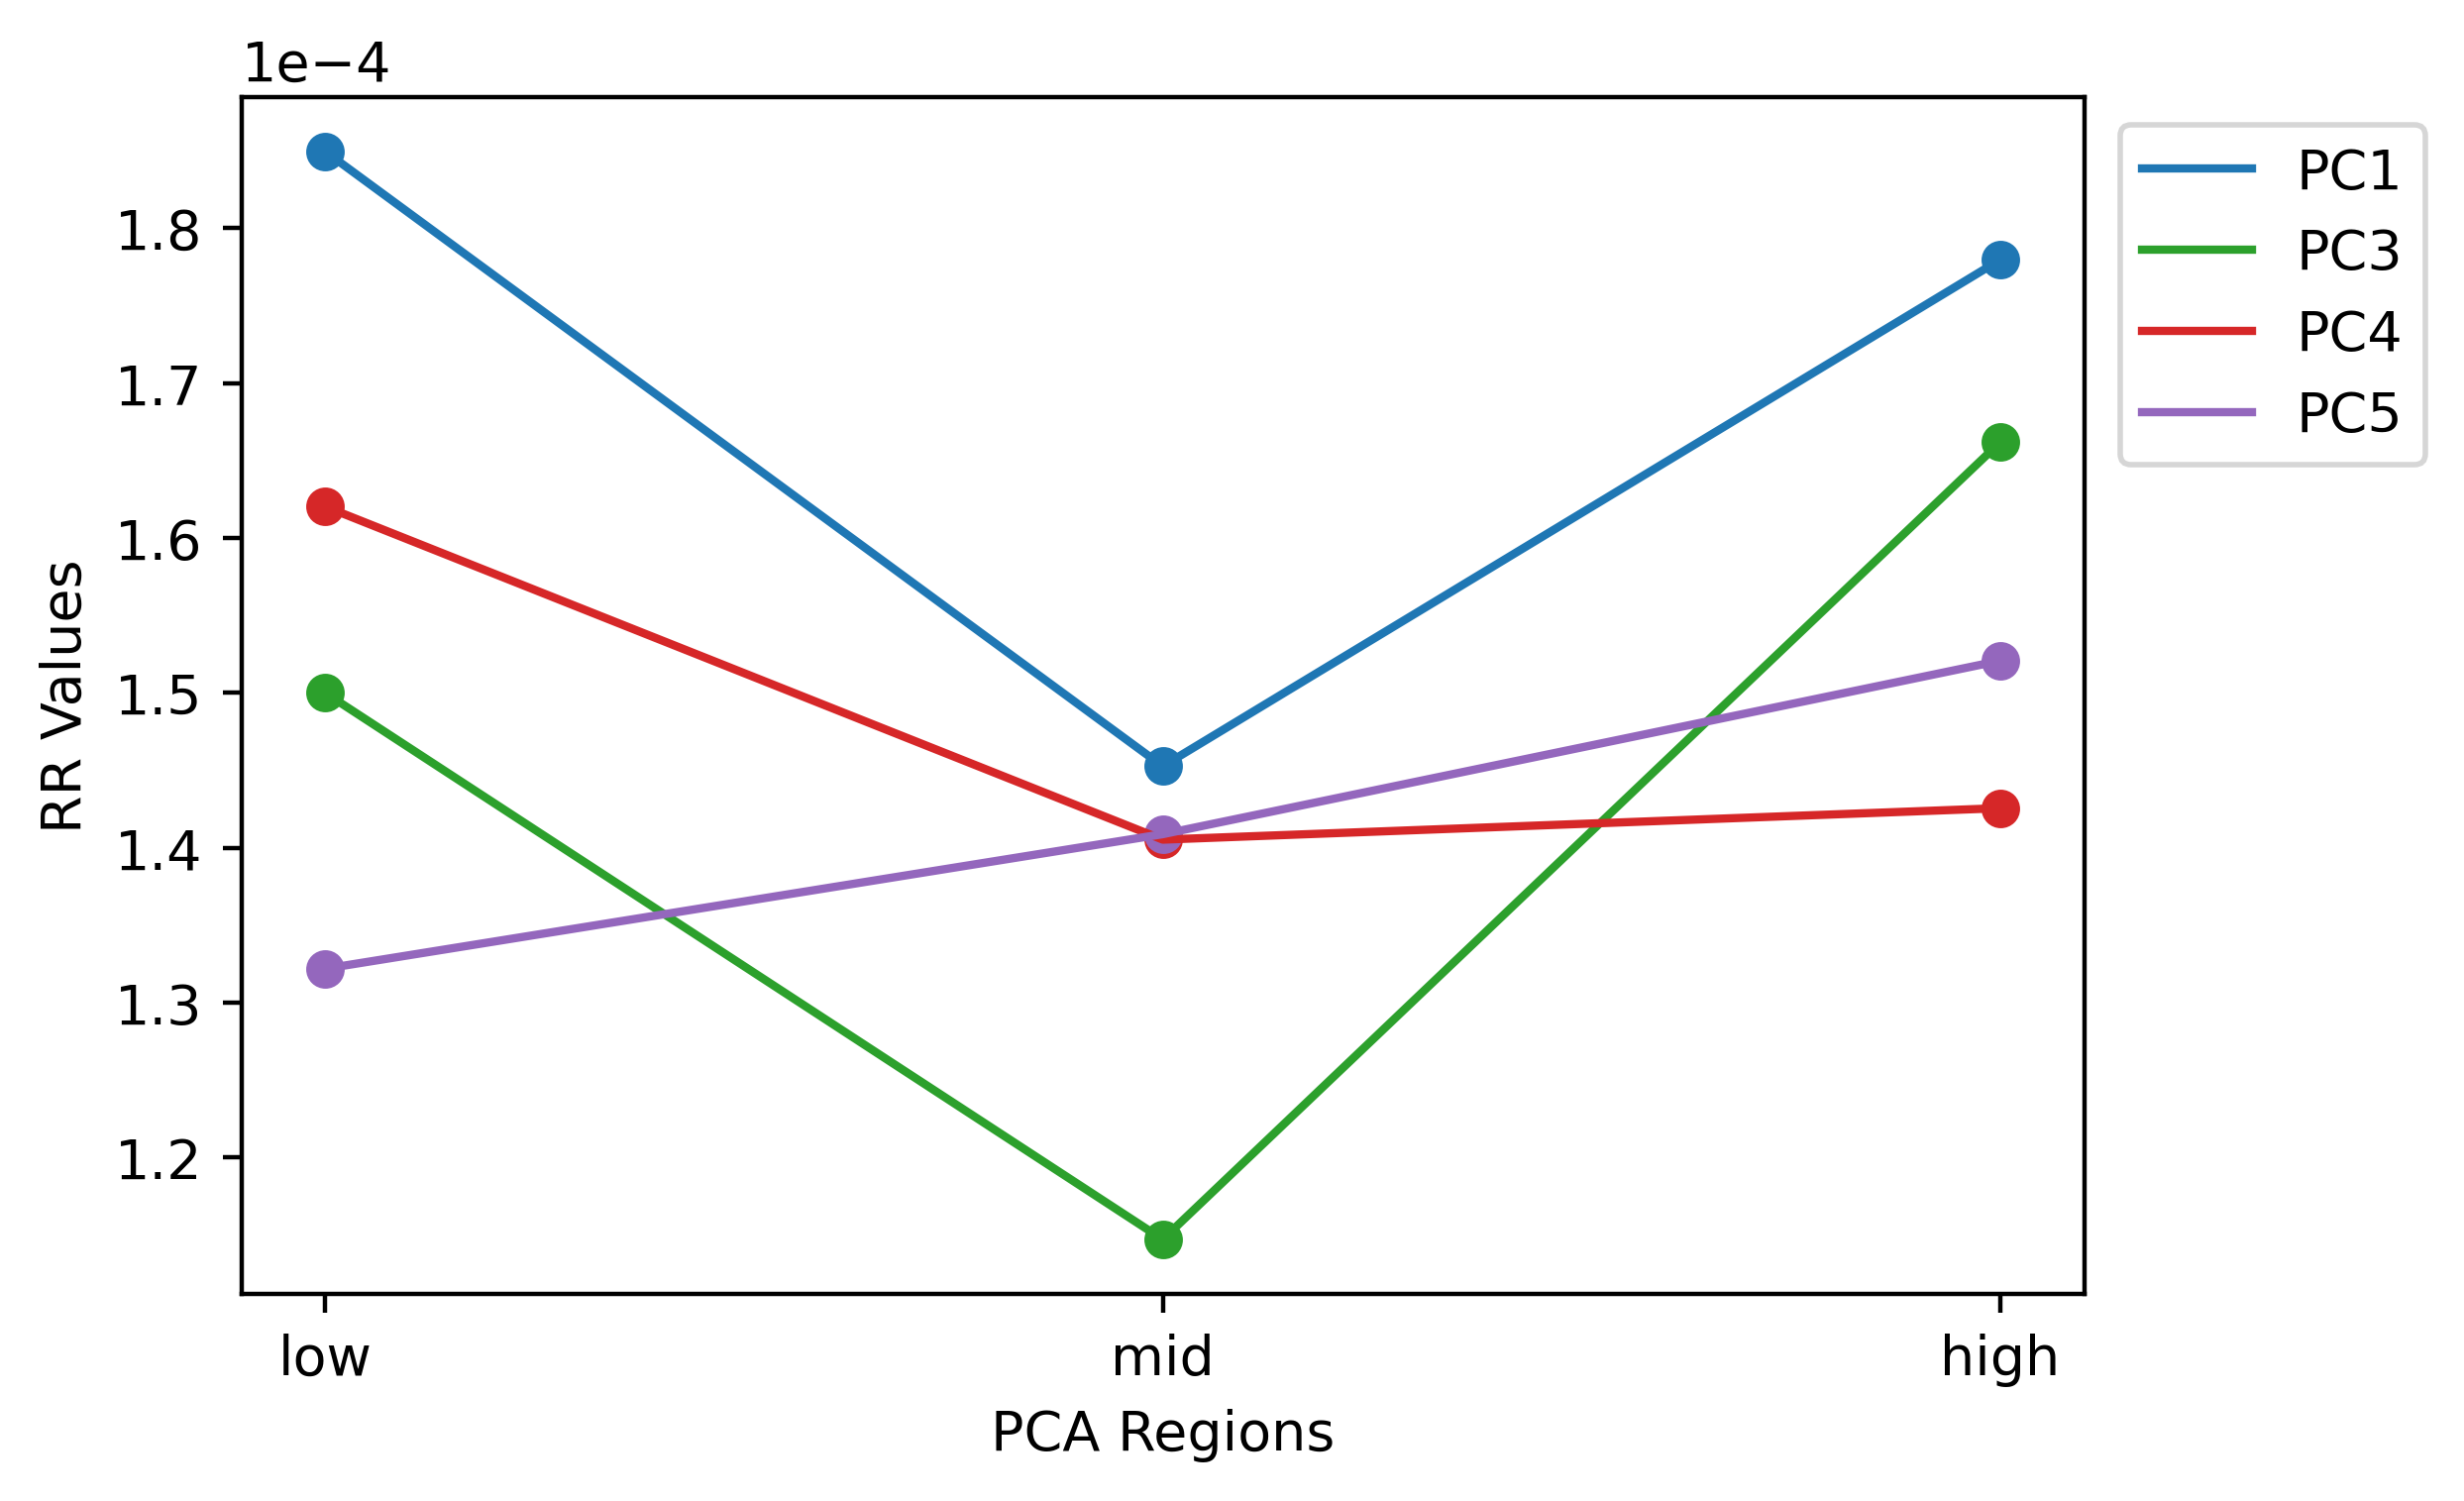 1e−4
1.8
1.7
1.6
1.5
1.4
1.3
1.2
RR Values
low
mid
high
PCA Regions
PC1
PC3
PC4
PC5